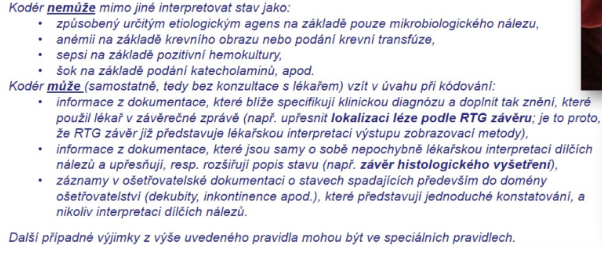 Kodér nemůže mimo jiné interpretovat stav jako:
• způsobený určitým etiologickým agens na základě pouze mikrobiologického nálezu,
• anémii na základě krevního obrazu nebo podání krevní transfúze,
• sepsi na základě pozitivní hemokultury,
• šok na základě podání katecholaminů, apod.
Kodér může (samostatně, tedy bez konzultace s lékařem) vzít v úvahu při kódování:
• informace z dokumentace, které blíže specifikují klinickou diagnózu a doplnit tak znění, které
použil lékař v závěrečné zprávě (např. upřesnit lokalizaci léze podle RTG závěru; je to proto,
že RTG závěr již představuje lékařskou interpretaci výstupu zobrazovací metody),
• informace z dokumentace, které jsou samy o sobě nepochybně lékařskou interpretací dílčích
nálezů a upřesňují, resp. rozšiřují popis stavu (např. závěr histologického vyšetření),
• záznamy v ošetřovatelské dokumentaci o stavech spadajících především do domény
ošetřovatelství (dekubity, inkontinence apod.), které představují jednoduché konstatování, a
nikoliv interpretaci dílčích nálezů.
Další případné výjimky z výše uvedeného pravidla mohou být ve speciálních pravidlech.